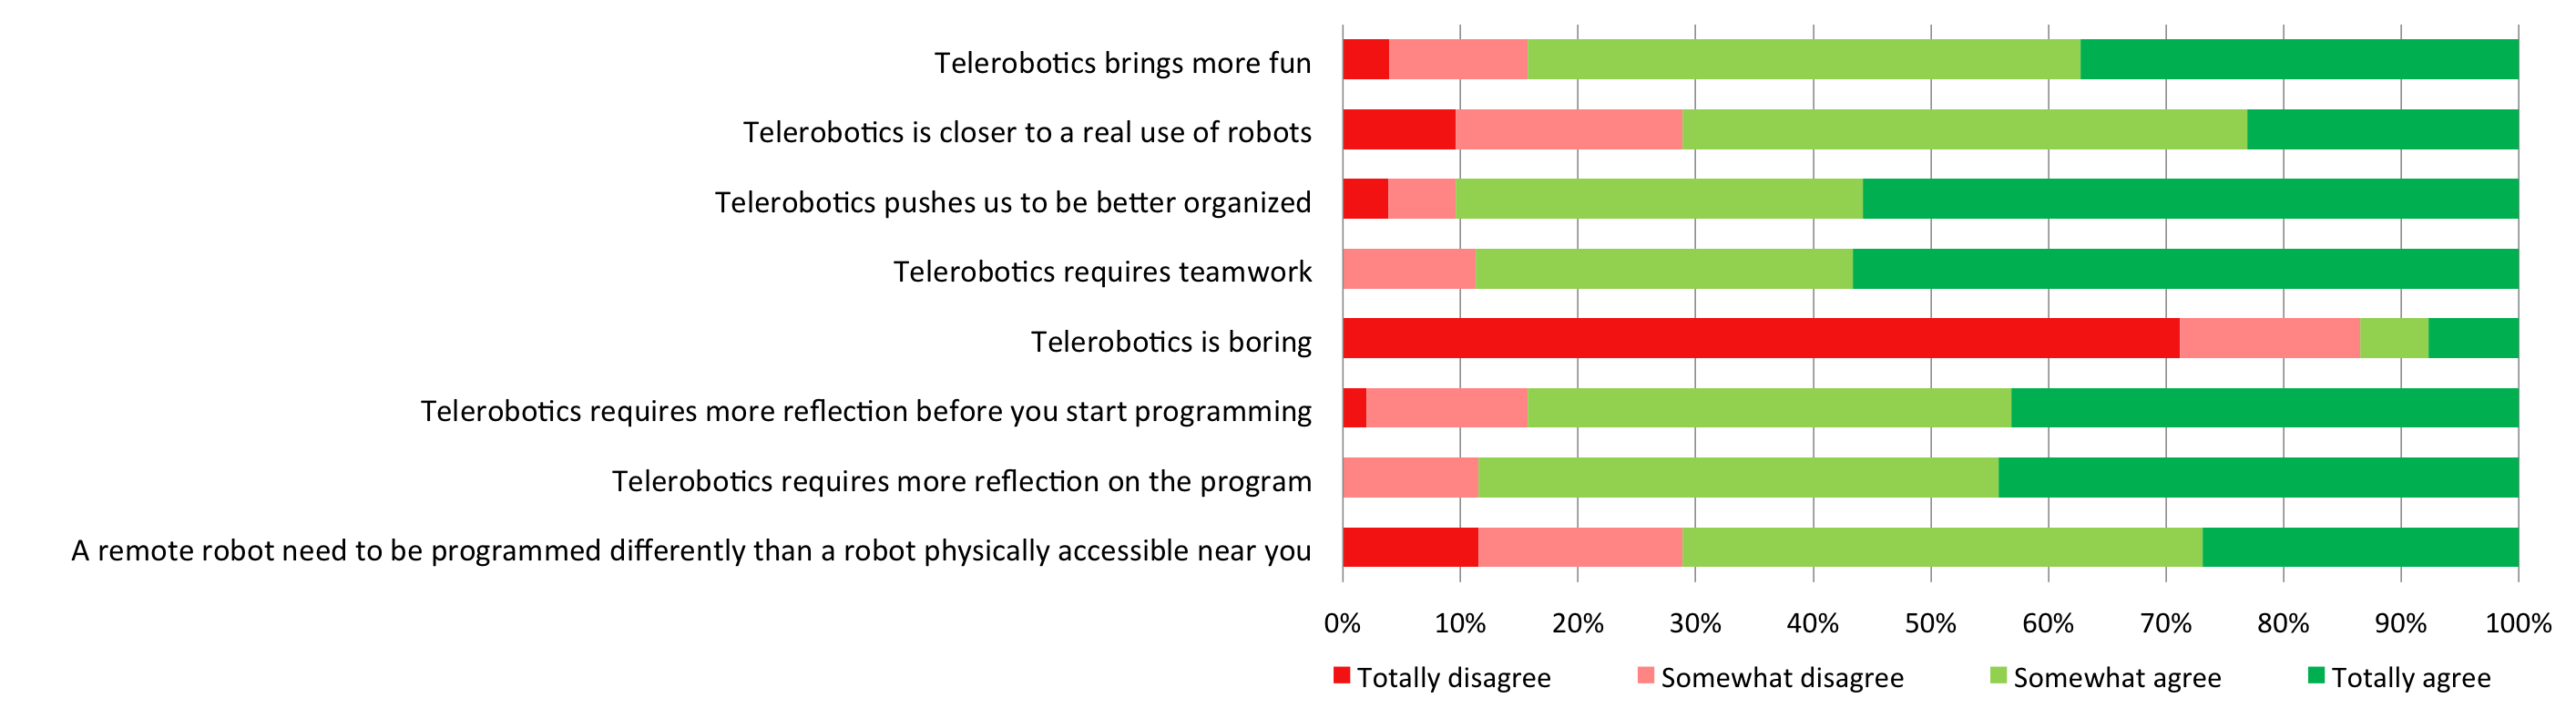 Telerobotics brings more fun
Telerobotics is closer to a real use of robots
Telerobotics pushes us to be better organized
Telerobotics requires teamwork
Telerobotics is boring
Telerobotics requires more reflection before you start programming
Telerobotics requires more reflection on the program
A remote robot need to be programmed differently than a robot physically accessible near you
0% 10% 20% 30% 40% 50% 60% 70% 80% 90% 100%
Totally disagree Somewhat disagree Somewhat agree Totally agree